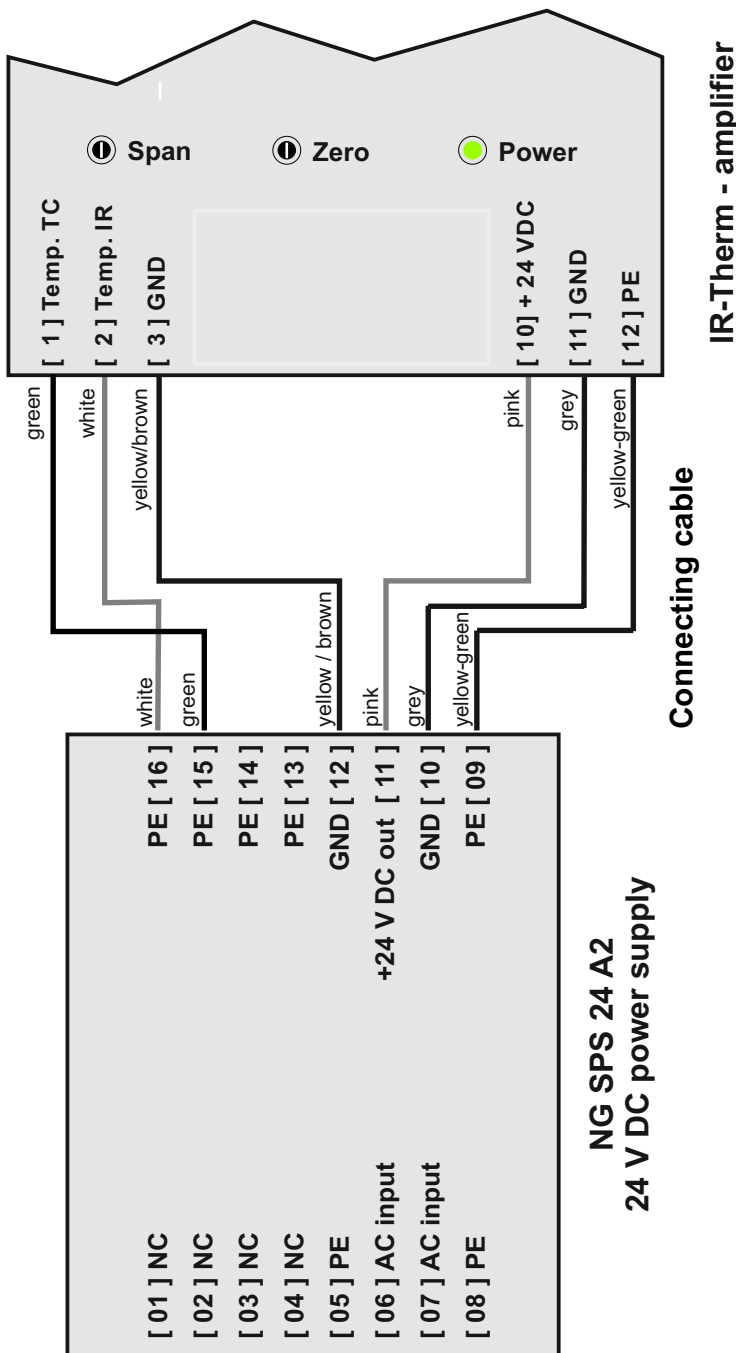 Span
Zero
Power
[ 1 ] Temp. TC
[ 2 ] Temp. IR
[ 3 ] GND
[ 10] + 24 VDC
[ 11 ] GND
[ 12 ] PE
IR-Therm - amplifier
green
white
yellow/brown
pink
grey
yellow-green
Connecting cable
white
green
yellow / brown
pink
grey
yellow-green
PE [ 16 ]
PE [ 15 ]
PE [ 14 ]
PE [ 13 ]
GND [ 12 ]
+24 V DC out [ 11 ]
GND [ 10 ]
PE [ 09 ]
NG SPS 24 A2
24 V DC power supply
[ 01 ] NC
[ 02 ] NC
[ 03 ] NC
[ 04 ] NC
[ 05 ] PE
[ 06 ] AC input
[ 07 ] AC input
[ 08 ] PE